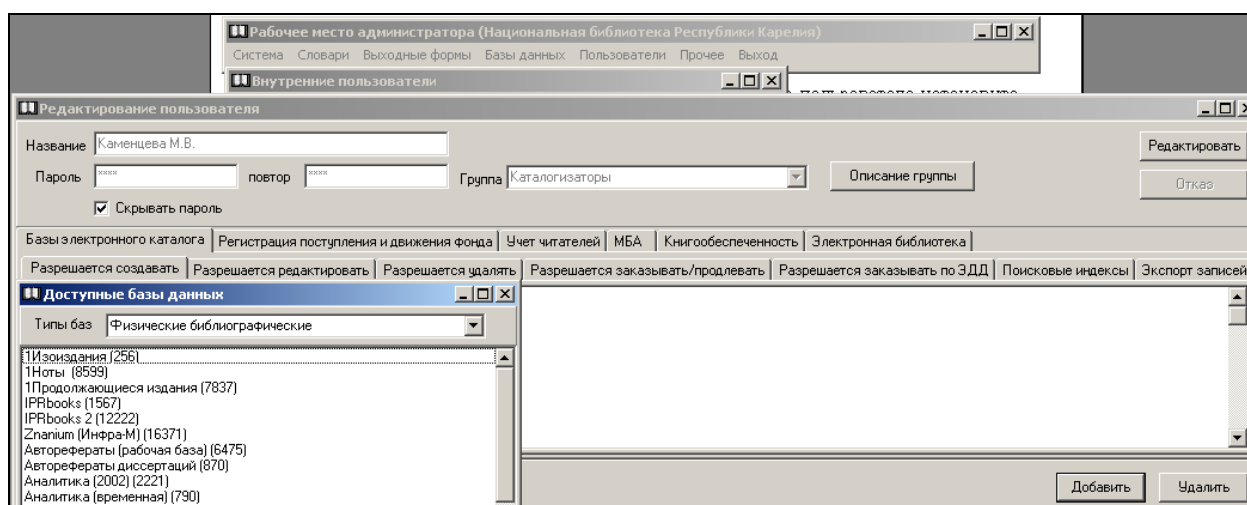 Рабочее место администратора (Национальная библиотека Республики Карелия)
Система Словари Выходные формы Базы данных Пользователи Прочее Выход
Внутренние пользователи
Редактирование пользователя
Название Каменцева М.В. Редактировать
Пароль **** повтор **** Группа Каталогизаторы Описание группы Отказ
Скрывать пароль
Базы электронного каталога Регистрация поступления и движения фонда Учет читателей МБА Книгообеспеченность Электронная библиотека
Разрешается создавать Разрешается редактировать Разрешается удалять Разрешается заказывать/продлевать Разрешается заказывать по ЭДД Поисковые индексы Экспорт записей
Доступные базы данных
Типы баз Физические библиографические
1Изоиздания (256)
1Ноты (8599)
1Продолжающиеся издания (7837)
IPRbooks (1567)
IPRbooks 2 (12222)
Znanium (Инфра-М) (16371)
Авторефераты (рабочая база) (6475)
Авторефераты диссертаций (870)
Аналитика (2002) (2221)
Аналитика (временная) (790)
Добавить Удалить